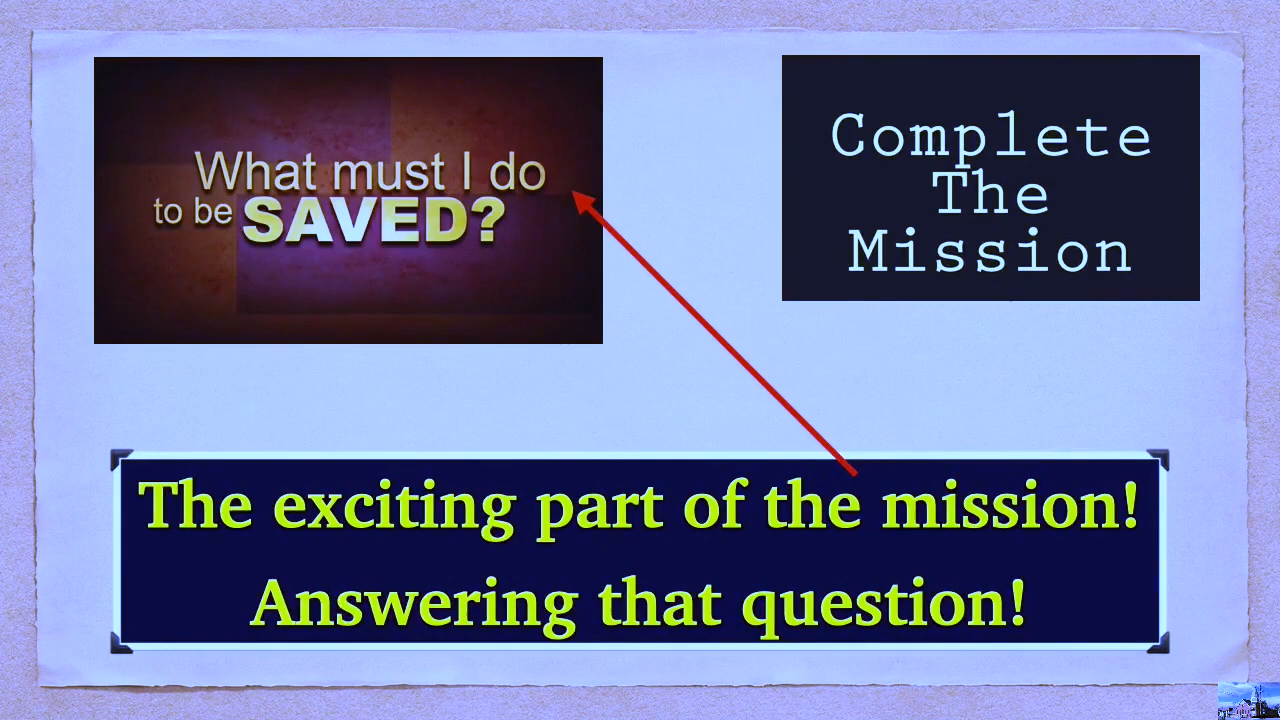 What must I do
to be SAVED?
Complete
The
Mission
The exciting part of the mission!
Answering that question!